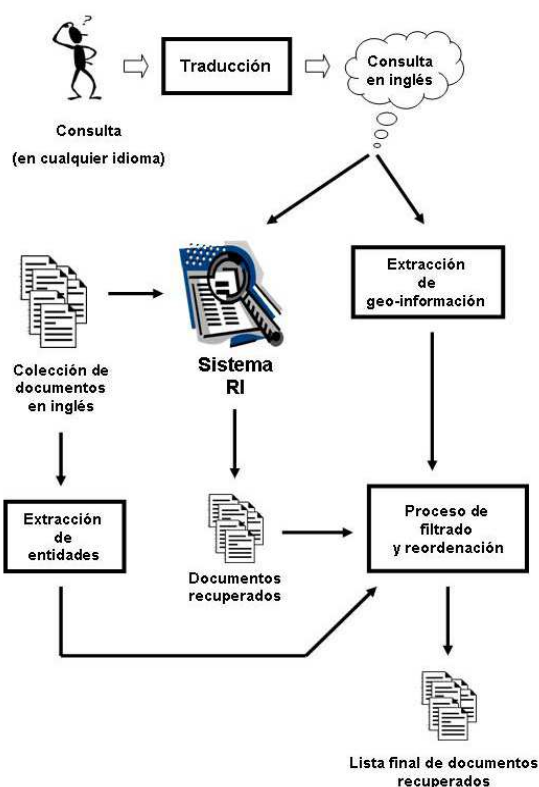 ?
Traducción
Consulta
en inglés
Consulta
(en cualquier idioma)
Extracción
de
geo-información
Sistema
RI
Colección de
documentos
en inglés
Extracción
de
entidades
Documentos
recuperados
Proceso de
filtrado
y reordenación
Lista final de documentos
recuperados